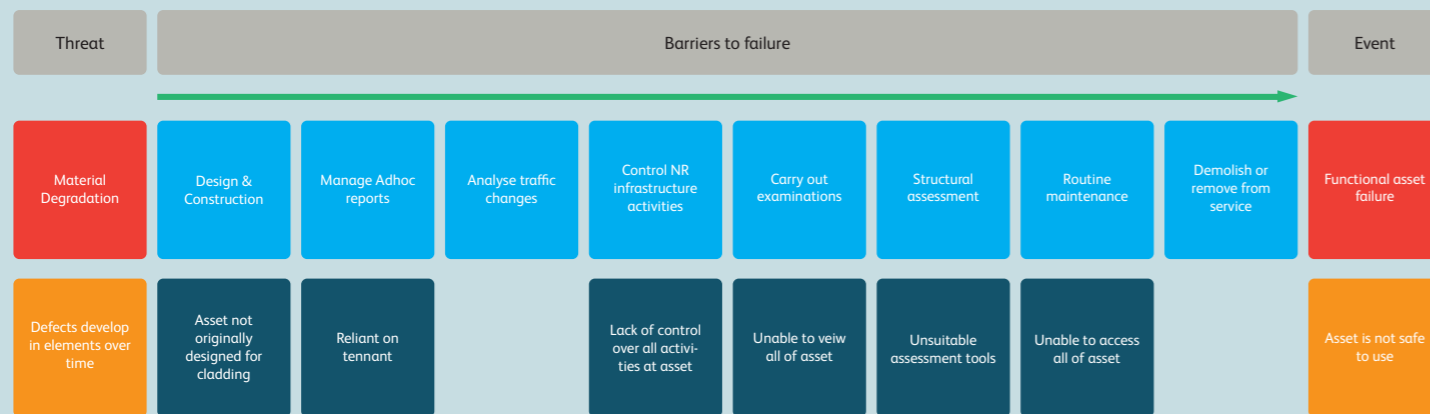 Threat
Barriers to failure
Event
Material
Degradation
Design &
Construction
Manage Adhoc
reports
Analyse traffic
changes
Control NR
infrastructure
activities
Carry out
examinations
Structural
assessment
Routine
maintenance
Demolish or
remove from
service
Functional asset
failure
Defects develop
in elements over
time
Asset not
originally
designed for
cladding
Reliant on
tennant
Lack of control
over all activi-
ties at asset
Unable to veiw
all of asset
Unsuitable
assessment tools
Unable to access
all of asset
Asset is not safe
to use